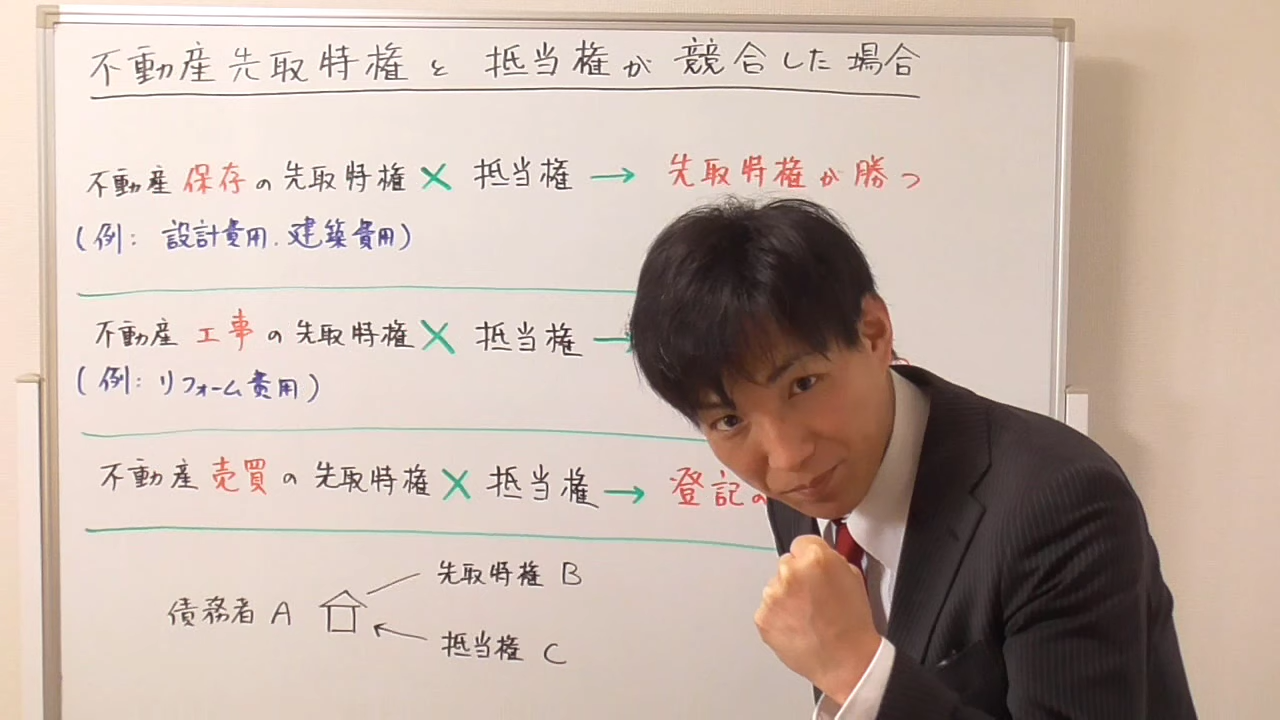 不動産先取特権と 抵当権が 競合した場合
不動産保存の先取特権 × 抵当権 → 先取特権が勝つ
(例: 設計費用.建築費用)
不動産 工事 の先取特権 × 抵当権 →
(例: リフォーム費用)
不動産 売買 の先取特権 × 抵当権 → 登記の
先取特権 B
債務者 A
抵当権 C